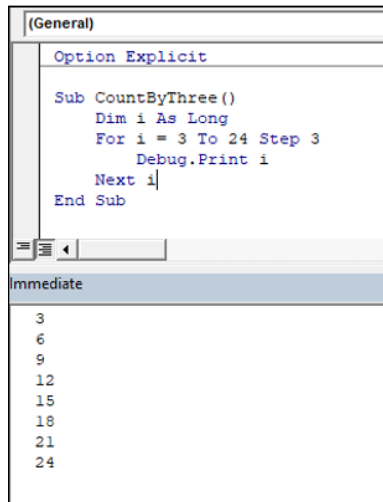 (General)
Option Explicit
Sub CountByThree()
    Dim i As Long
    For i = 3 To 24 Step 3
        Debug.Print i
    Next i
End Sub
Immediate
3
6
9
12
15
18
21
24